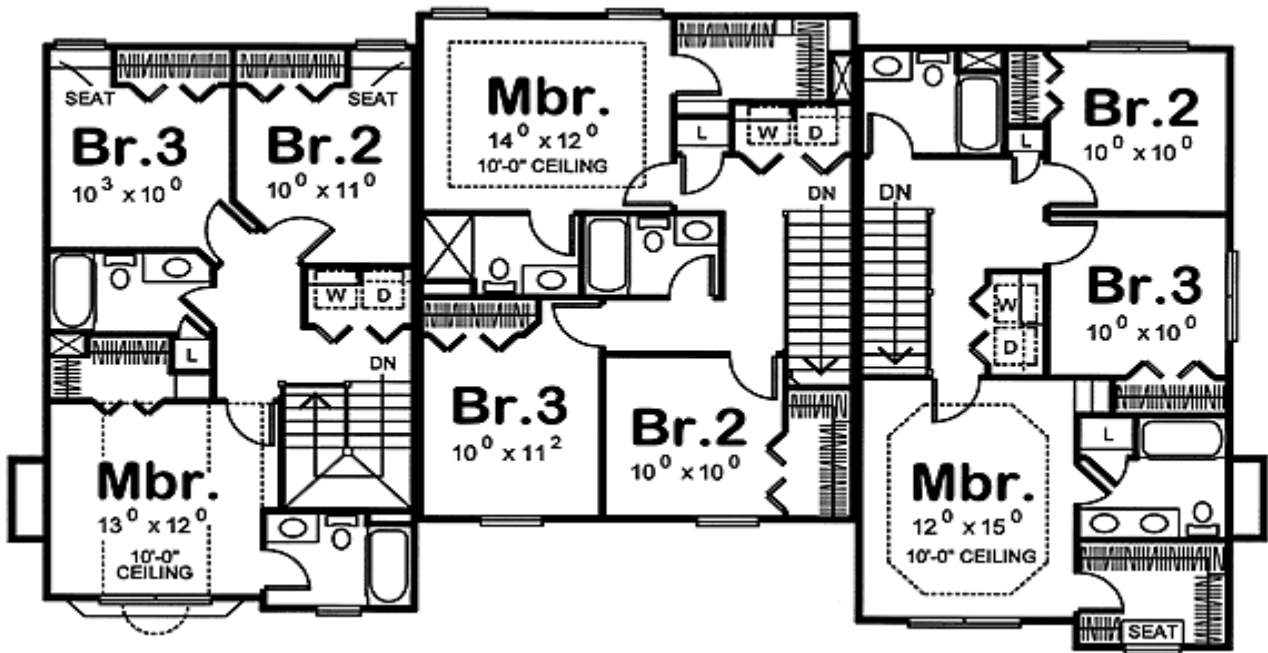 SEAT
Br.3
10³ x 10⁰
SEAT
Br.2
10⁰ x 11⁰
W
D
L
DN
Mbr.
13⁰ x 12⁰
10'-0"
CEILING
Mbr.
14⁰ x 12⁰
10'-0" CEILING
L
W
D
DN
Br.3
10⁰ x 11²
Br.2
10⁰ x 10⁰
DN
L
Br.2
10⁰ x 10⁰
Br.3
10⁰ x 10⁰
W
D
Mbr.
12⁰ x 15⁰
10'-0" CEILING
L
SEAT